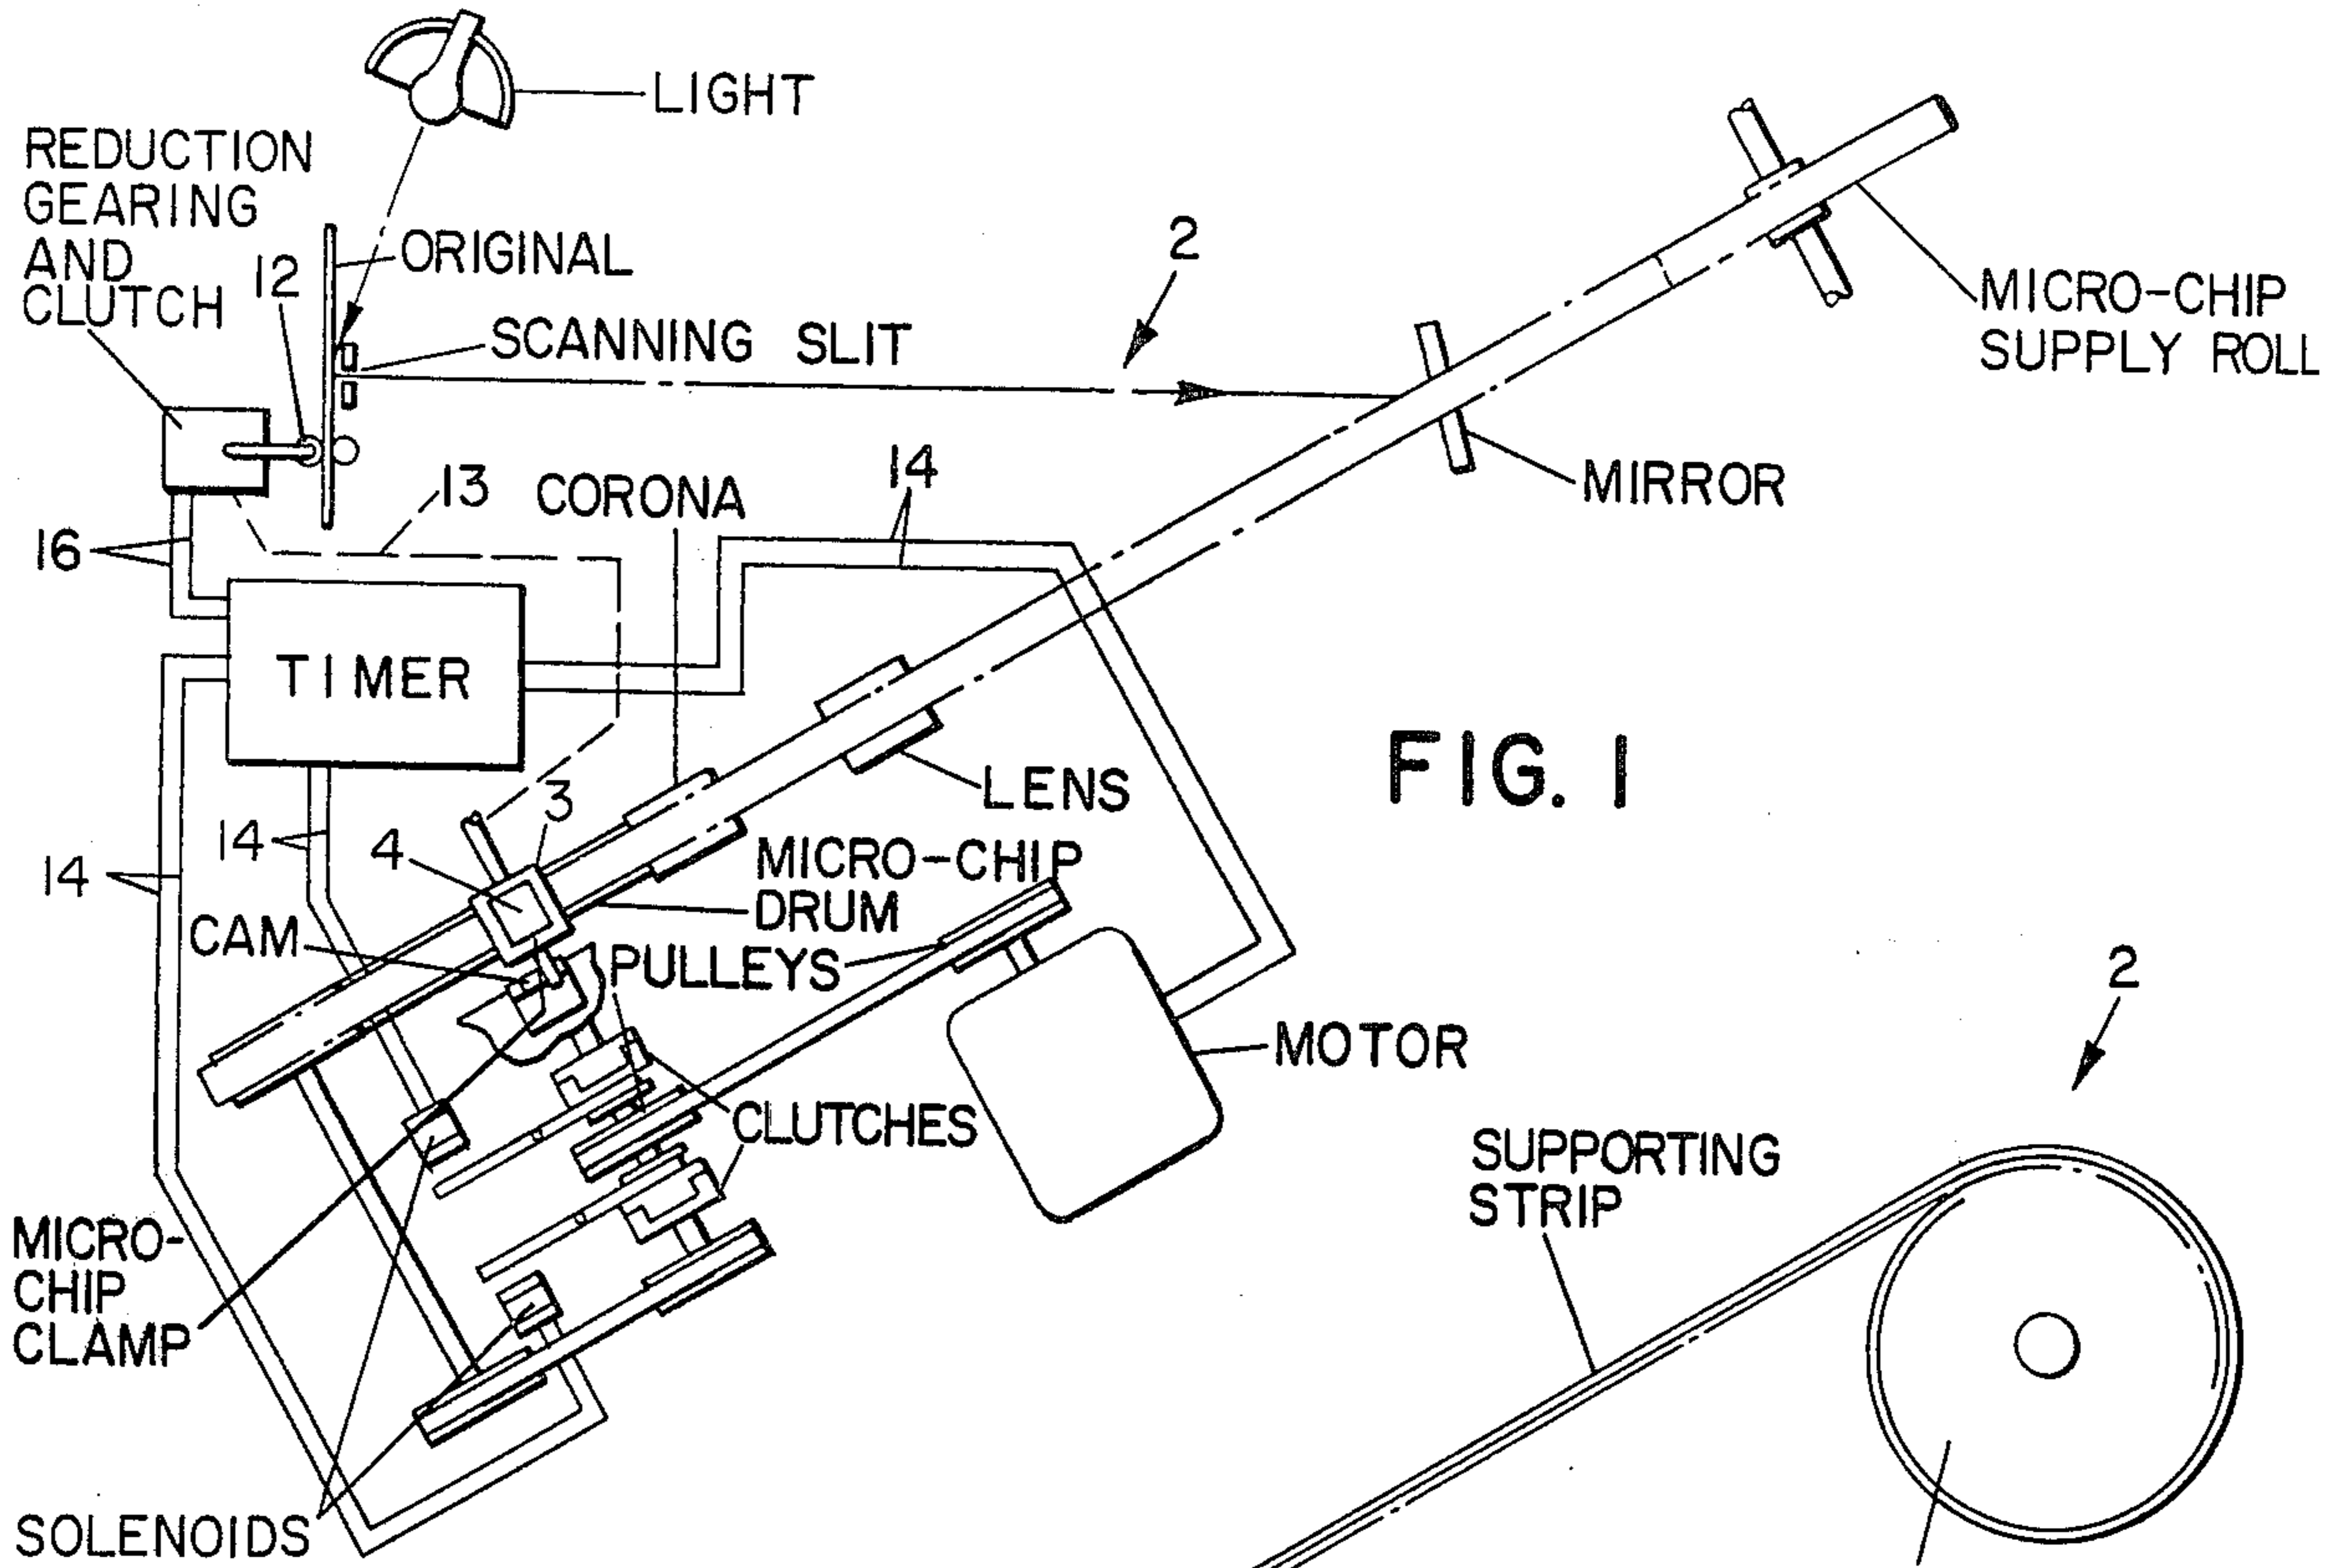 LIGHT
REDUCTION
GEARING
AND
CLUTCH
12
ORIGINAL
2
SCANNING SLIT
MICRO-CHIP
SUPPLY ROLL
MIRROR
13
CORONA
14
16
TIMER
FIG. 1
LENS
3
4
14
14
MICRO-CHIP
DRUM
CAM
PULLEYS
2
MOTOR
CLUTCHES
SUPPORTING
STRIP
MICRO-
CHIP
CLAMP
SOLENOIDS